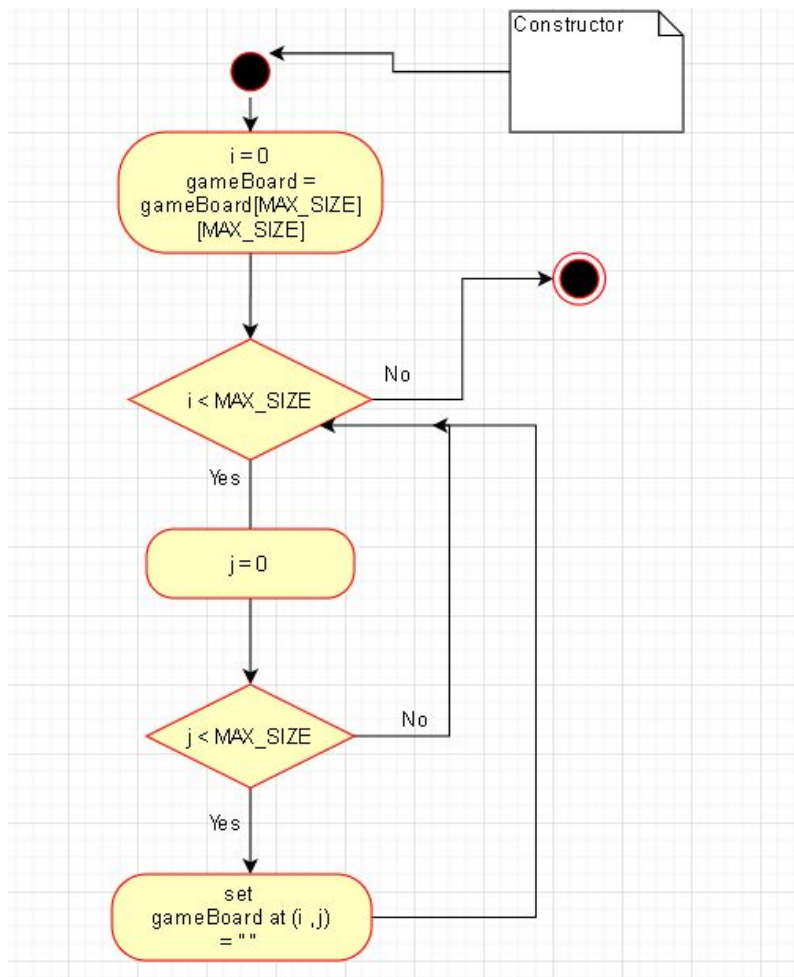 Constructor
i = 0
gameBoard =
gameBoard[MAX_SIZE]
[MAX_SIZE]
i < MAX_SIZE
No
Yes
j = 0
j < MAX_SIZE
No
Yes
set
gameBoard at (i ,j)
= " "